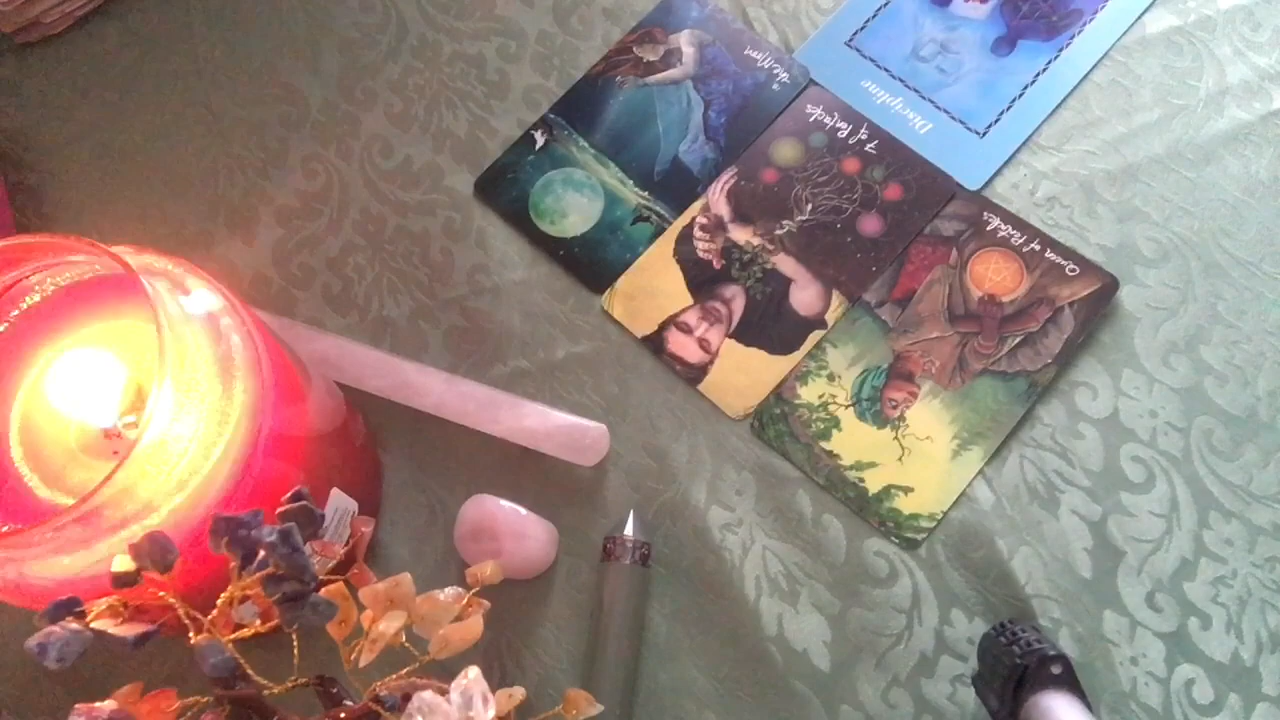 the Moon
7 of Pentacles
Queen of Pentacles
Discipline